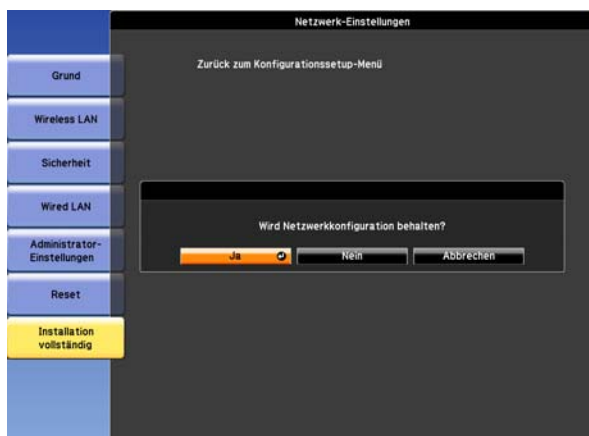 Netzwerk-Einstellungen
Zurück zum Konfigurationssetup-Menü
Grund
Wireless LAN
Sicherheit
Wired LAN
Administrator-
Einstellungen
Reset
Installation
vollständig
Wird Netzwerkkonfiguration behalten?
Ja Nein Abbrechen